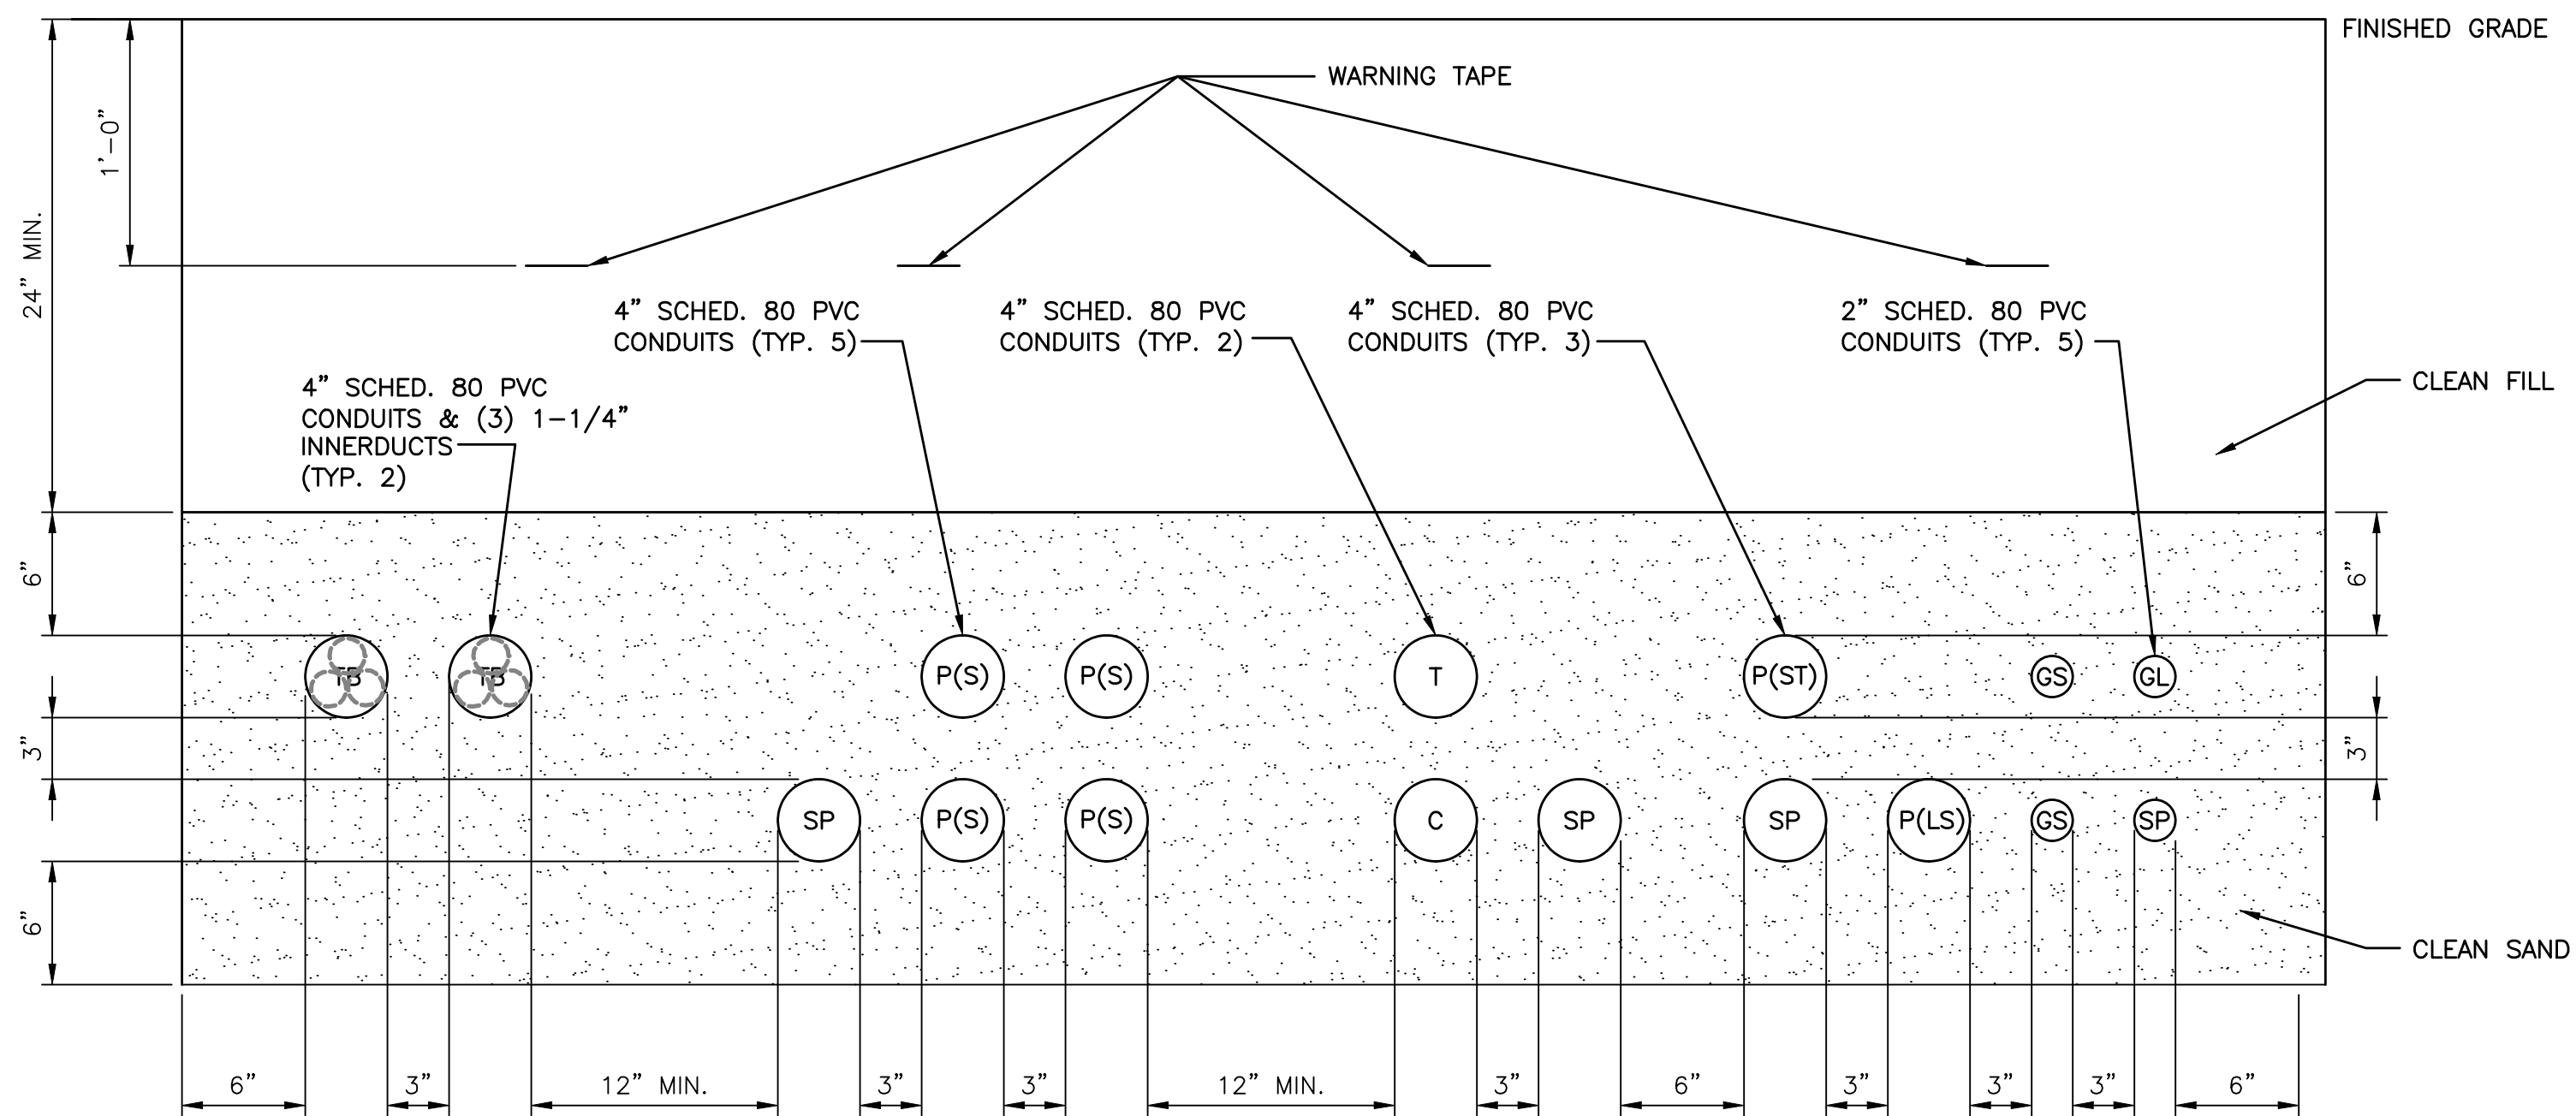 FINISHED GRADE
WARNING TAPE
1'-0"
24" MIN.
4" SCHED. 80 PVC
CONDUITS (TYP. 5)
4" SCHED. 80 PVC
CONDUITS (TYP. 2)
4" SCHED. 80 PVC
CONDUITS (TYP. 3)
2" SCHED. 80 PVC
CONDUITS (TYP. 5)
CLEAN FILL
4" SCHED. 80 PVC
CONDUITS & (3) 1-1/4"
INNERDUCTS
(TYP. 2)
6"
6"
TB
TB
P(S)
P(S)
T
P(ST)
GS
GL
3"
3"
SP
P(S)
P(S)
C
SP
SP
P(LS)
GS
SP
6"
CLEAN SAND
6"
3"
12" MIN.
3"
3"
12" MIN.
3"
6"
3"
3"
3"
6"